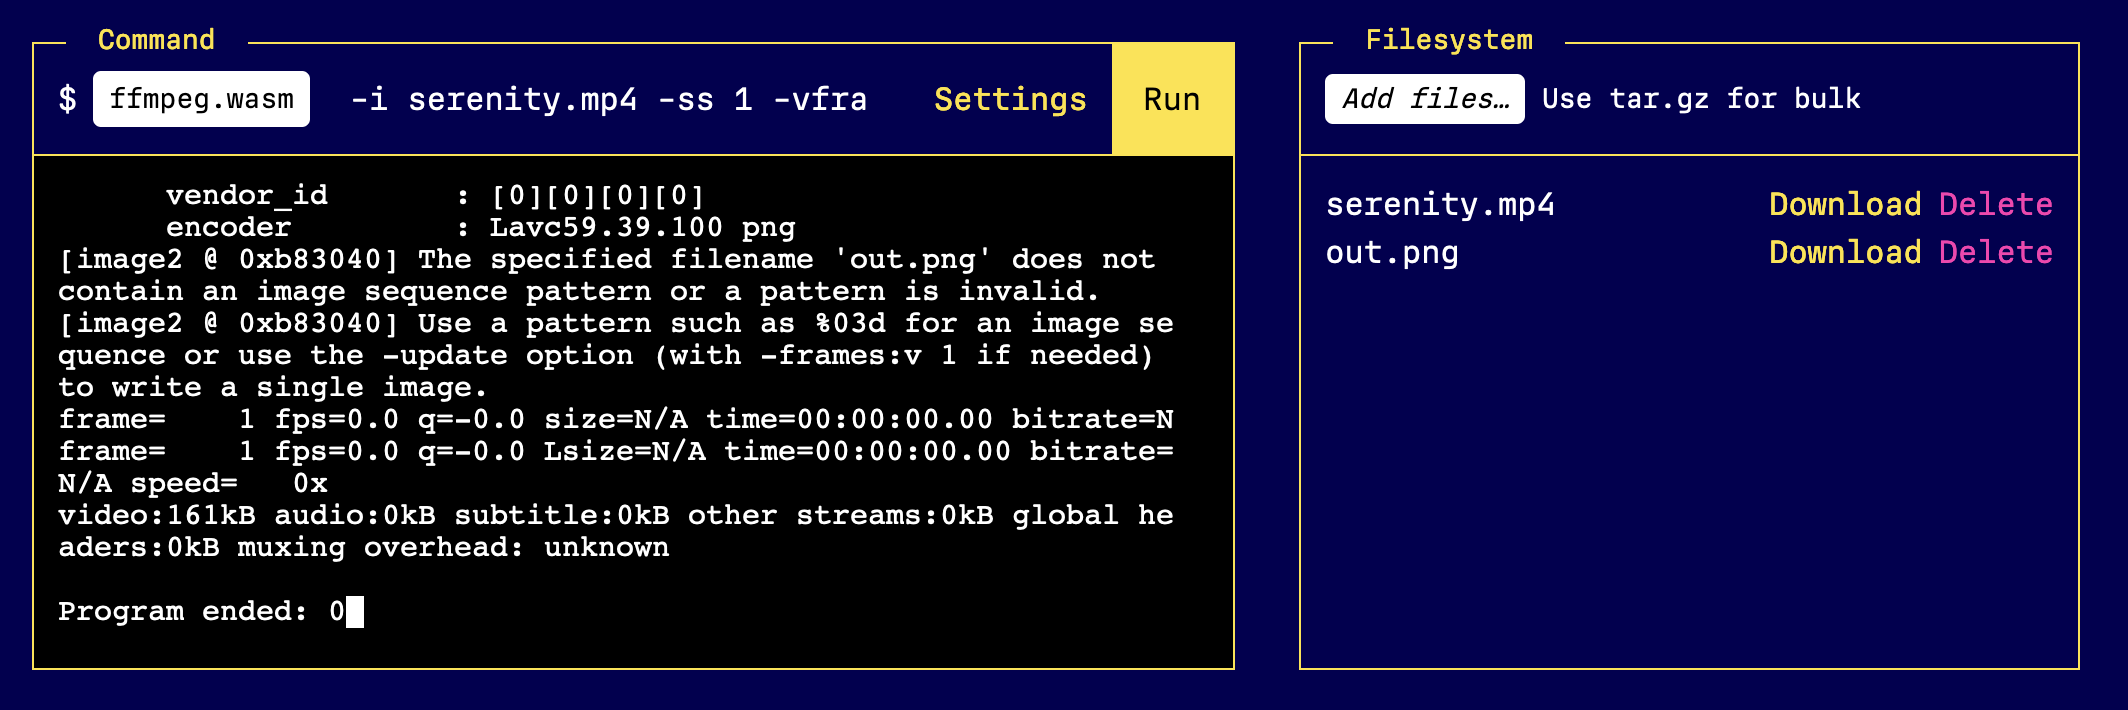 Command
$ ffmpeg.wasm -i serenity.mp4 -ss 1 -vfra Settings Run
vendor_id : [0][0][0][0]
encoder : Lavc59.39.100 png
[image2 @ 0xb83040] The specified filename 'out.png' does not
contain an image sequence pattern or a pattern is invalid.
[image2 @ 0xb83040] Use a pattern such as %03d for an image se
quence or use the -update option (with -frames:v 1 if needed)
to write a single image.
frame=    1 fps=0.0 q=-0.0 size=N/A time=00:00:00.00 bitrate=N
frame=    1 fps=0.0 q=-0.0 Lsize=N/A time=00:00:00.00 bitrate=
N/A speed=   0x
video:161kB audio:0kB subtitle:0kB other streams:0kB global he
aders:0kB muxing overhead: unknown
Program ended: 0
Filesystem
Add files… Use tar.gz for bulk
serenity.mp4 Download Delete
out.png Download Delete